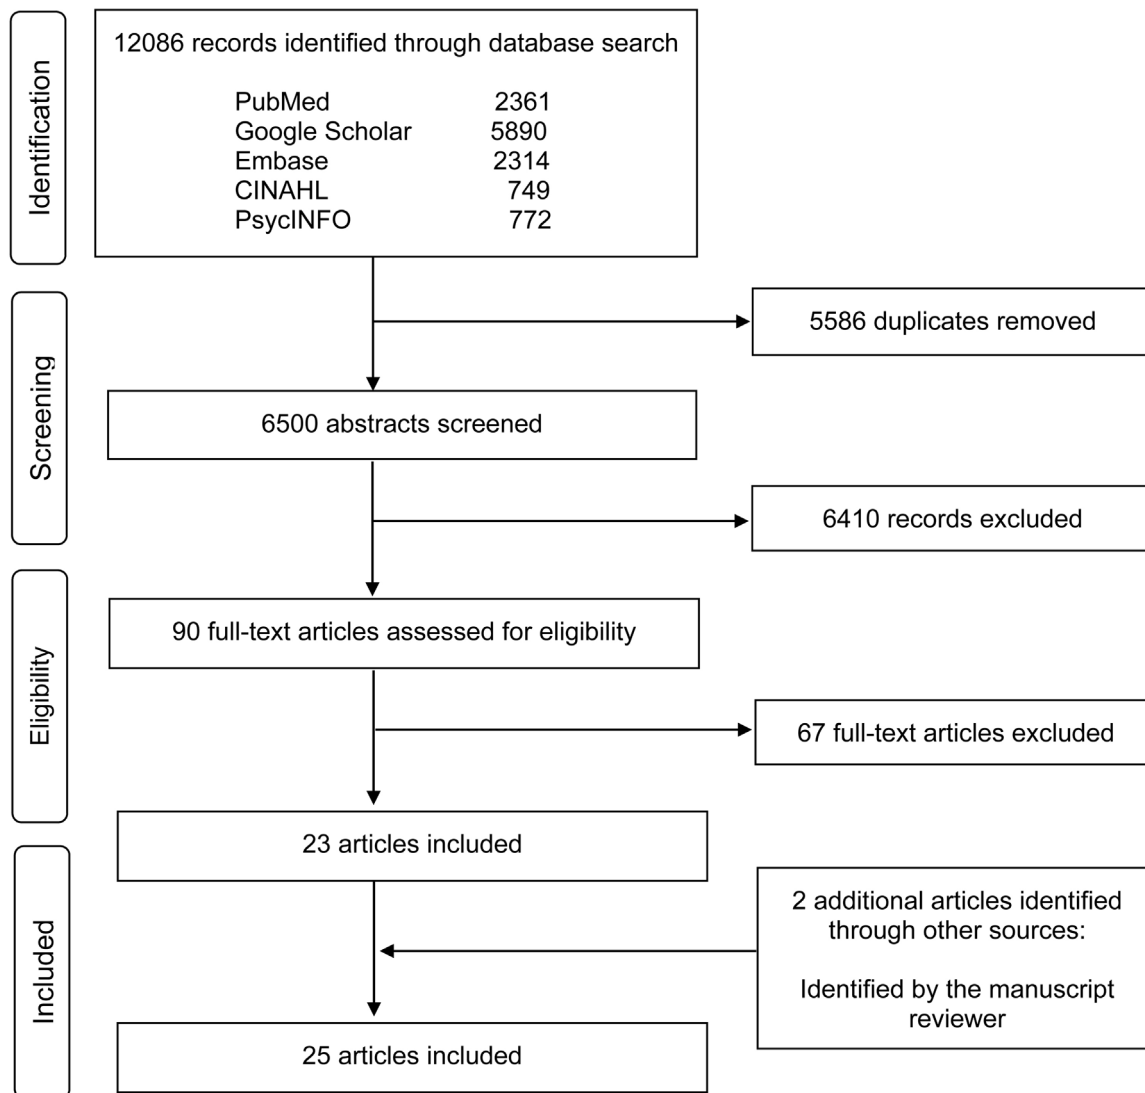 Identification
12086 records identified through database search
PubMed 2361
Google Scholar 5890
Embase 2314
CINAHL 749
PsycINFO 772
Screening
5586 duplicates removed
6500 abstracts screened
6410 records excluded
Eligibility
90 full-text articles assessed for eligibility
67 full-text articles excluded
23 articles included
Included
2 additional articles identified
through other sources:
Identified by the manuscript
reviewer
25 articles included